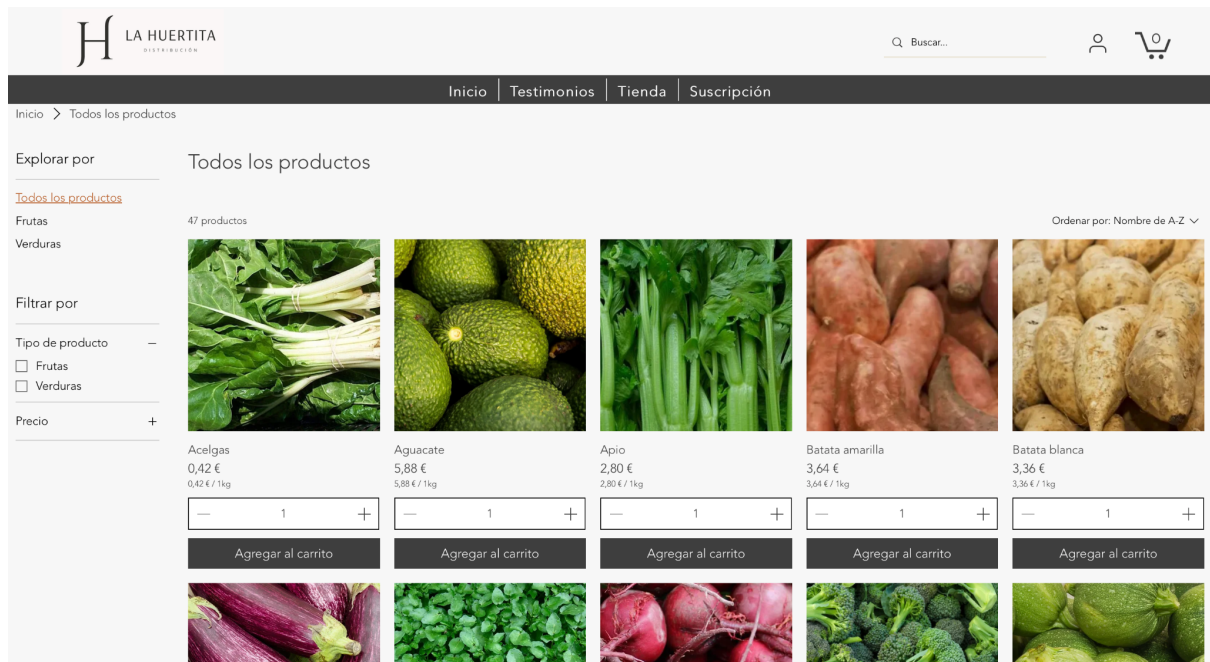 LA HUERTITA
DISTRIBUCIÓN
Buscar...
0
Inicio
Testimonios
Tienda
Suscripción
Inicio > Todos los productos
Explorar por
Todos los productos
Frutas
Verduras
Filtrar por
Tipo de producto −
Frutas
Verduras
Precio +
Todos los productos
47 productos
Ordenar por: Nombre de A-Z
Acelgas
0,42 €
0,42 € / 1kg
— 1 +
Agregar al carrito
Aguacate
5,88 €
5,88 € / 1kg
— 1 +
Agregar al carrito
Apio
2,80 €
2,80 € / 1kg
— 1 +
Agregar al carrito
Batata amarilla
3,64 €
3,64 € / 1kg
— 1 +
Agregar al carrito
Batata blanca
3,36 €
3,36 € / 1kg
— 1 +
Agregar al carrito